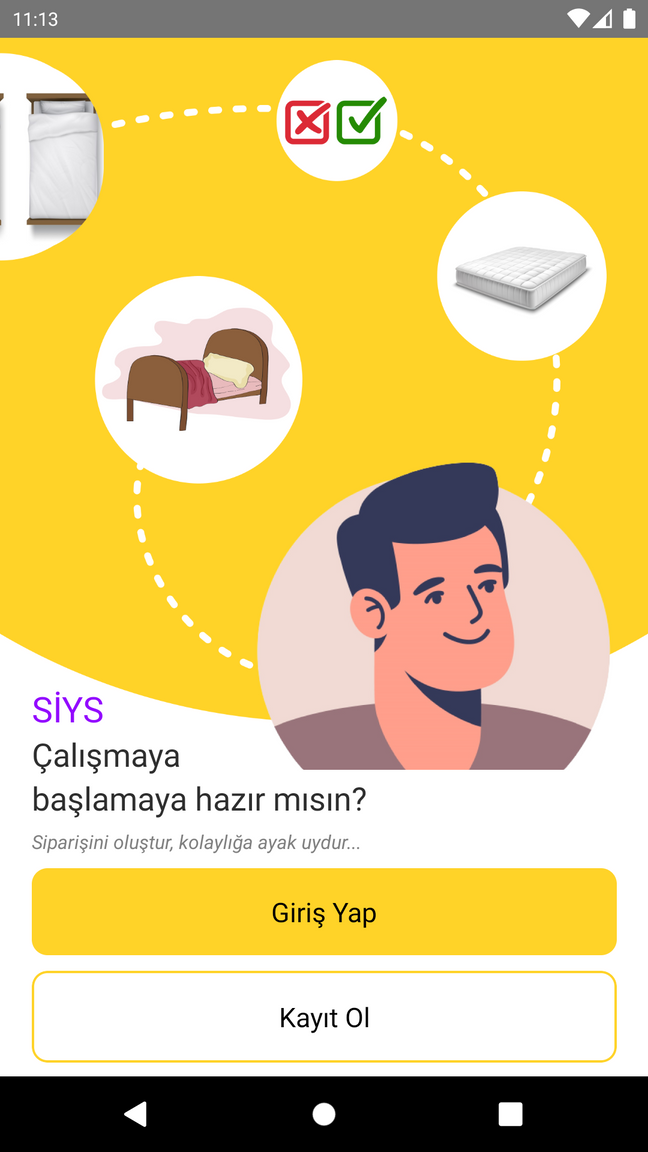 11:13
SİYS
Çalışmaya
başlamaya hazır mısın?
Siparişini oluştur, kolaylığa ayak uydur...
Giriş Yap
Kayıt Ol